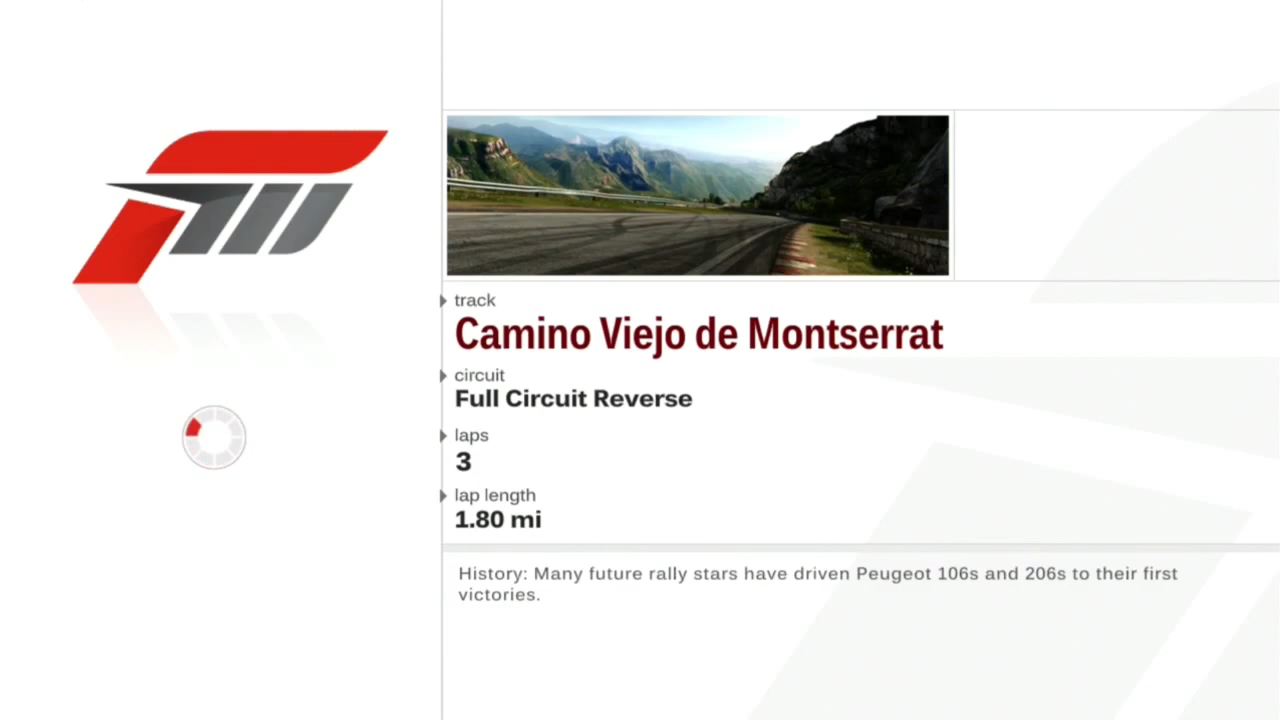 track
Camino Viejo de Montserrat
circuit
Full Circuit Reverse
laps
3
lap length
1.80 mi
History: Many future rally stars have driven Peugeot 106s and 206s to their first
victories.